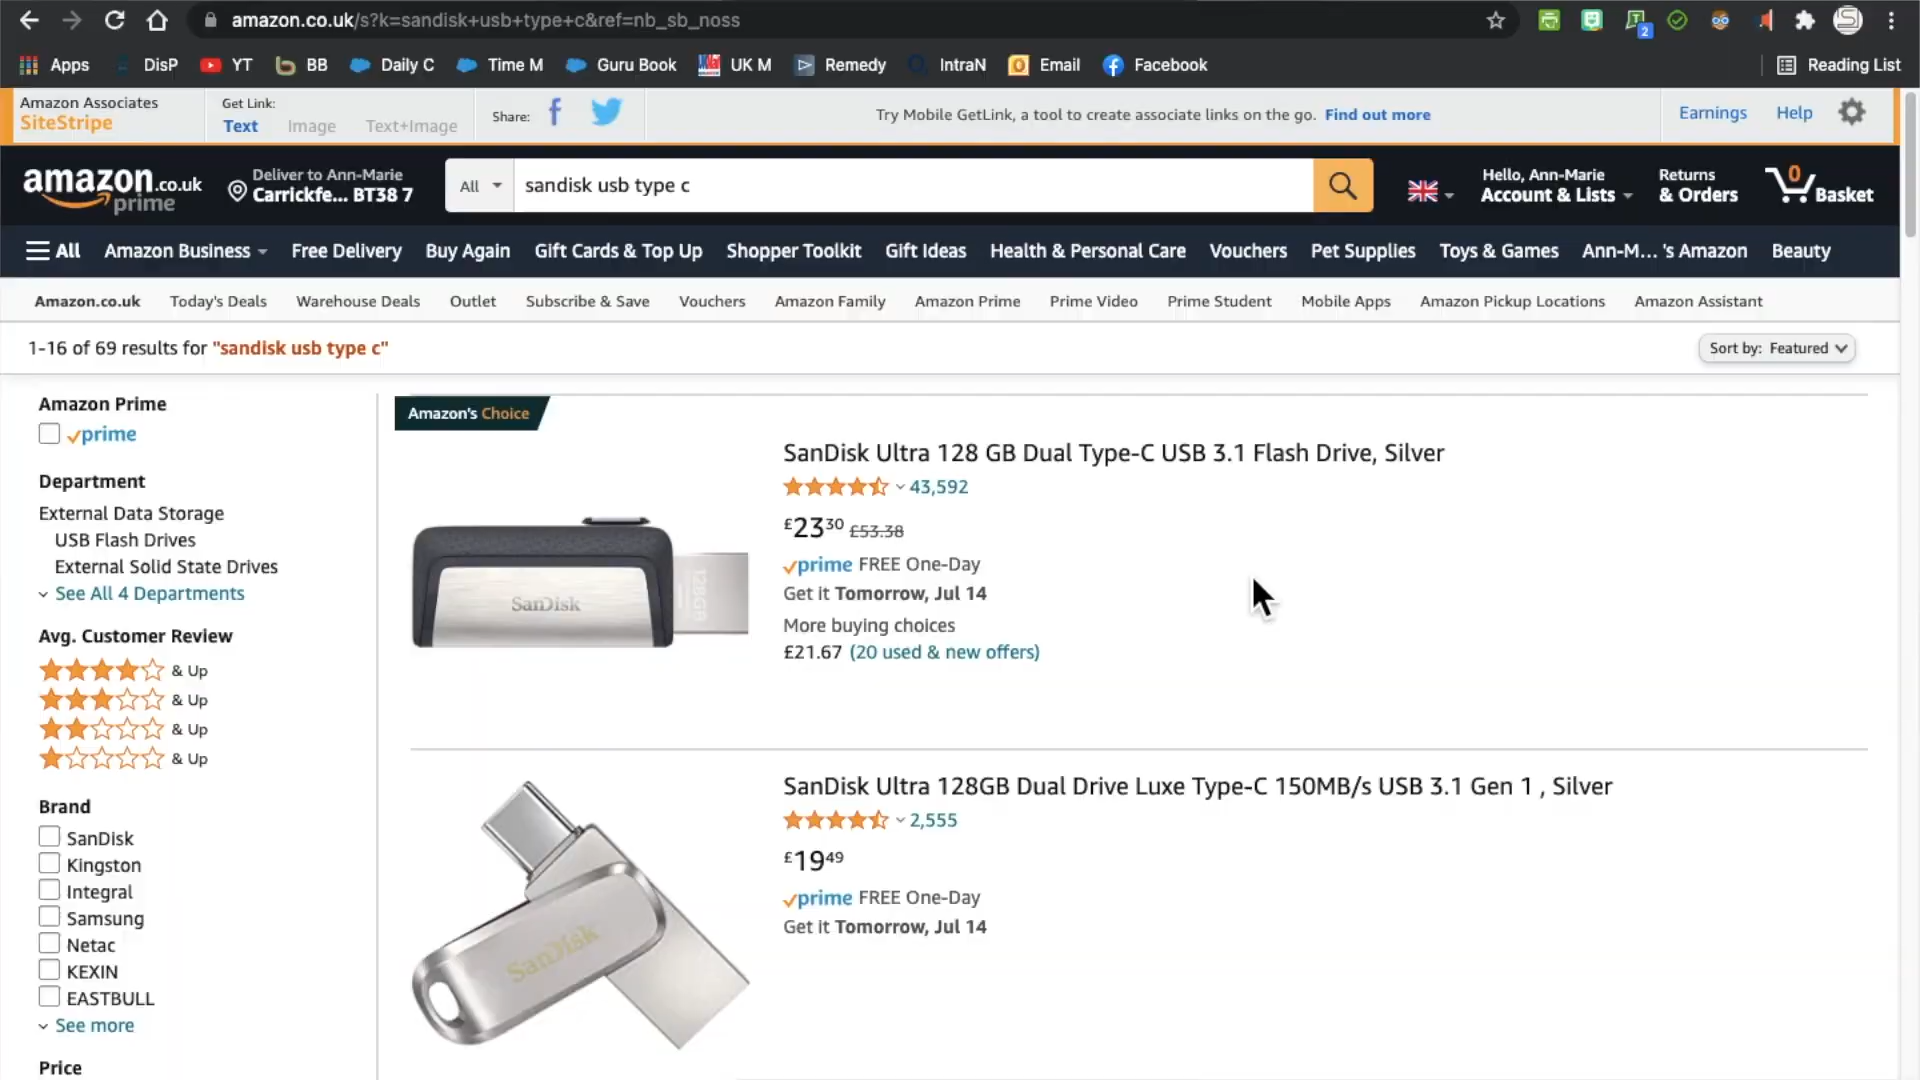 amazon.co.uk/s?k=sandisk+usb+type+c&ref=nb_sb_noss
2
Apps DisP YT BB Daily C Time M Guru Book UK M Remedy IntraN Email Facebook Reading List
Amazon Associates
SiteStripe
Get Link:
Text Image Text+Image
Share:
Try Mobile GetLink, a tool to create associate links on the go. Find out more
Earnings Help
amazon.co.uk
prime
Deliver to Ann-Marie
Carrickfe... BT38 7
All
sandisk usb type c
Hello, Ann-Marie
Account & Lists
Returns
& Orders
0
Basket
All Amazon Business Free Delivery Buy Again Gift Cards & Top Up Shopper Toolkit Gift Ideas Health & Personal Care Vouchers Pet Supplies Toys & Games Ann-M... 's Amazon Beauty
Amazon.co.uk Today's Deals Warehouse Deals Outlet Subscribe & Save Vouchers Amazon Family Amazon Prime Prime Video Prime Student Mobile Apps Amazon Pickup Locations Amazon Assistant
1-16 of 69 results for "sandisk usb type c"
Sort by: Featured
Amazon Prime
prime
Department
External Data Storage
USB Flash Drives
External Solid State Drives
See All 4 Departments
Avg. Customer Review
& Up
& Up
& Up
& Up
Brand
SanDisk
Kingston
Integral
Samsung
Netac
KEXIN
EASTBULL
See more
Price
Amazon's Choice
SanDisk
128GB
SanDisk Ultra 128 GB Dual Type-C USB 3.1 Flash Drive, Silver
43,592
£23³⁰ £53.38
prime FREE One-Day
Get it Tomorrow, Jul 14
More buying choices
£21.67 (20 used & new offers)
SanDisk
SanDisk Ultra 128GB Dual Drive Luxe Type-C 150MB/s USB 3.1 Gen 1 , Silver
2,555
£19⁴⁹
prime FREE One-Day
Get it Tomorrow, Jul 14